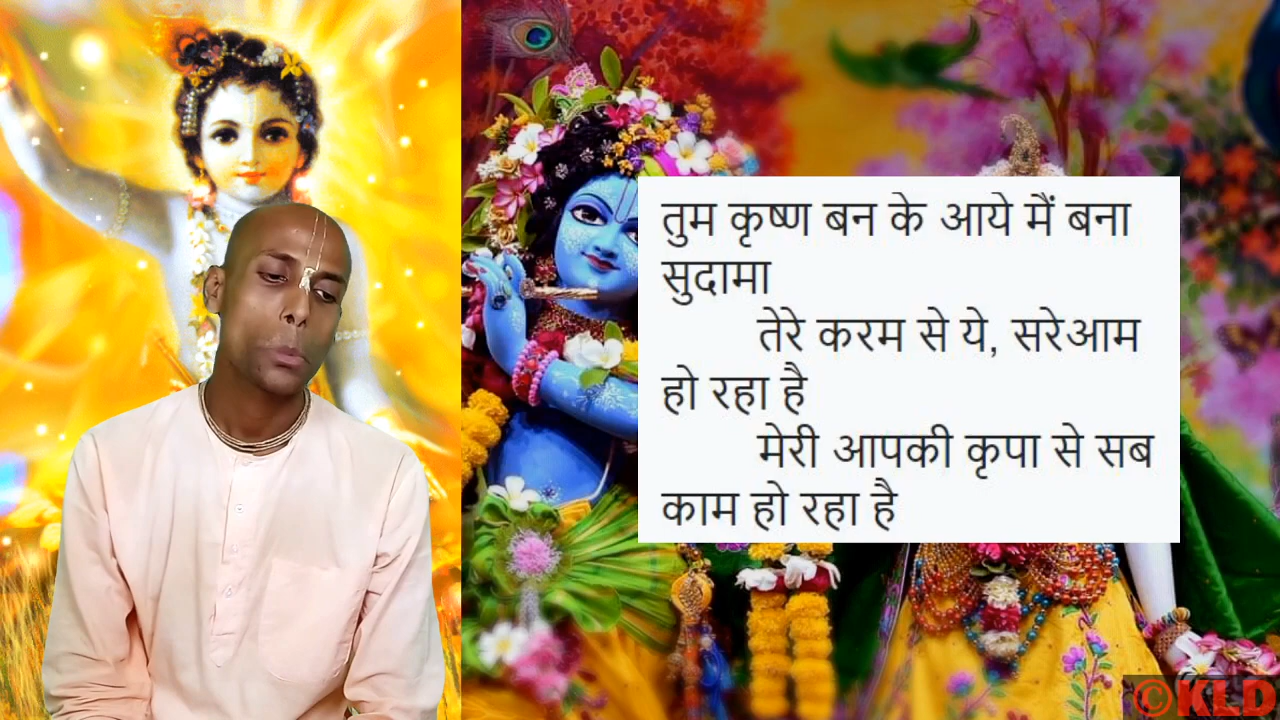 तुम कृष्ण बन के आये मैं बना
सुदामा
तेरे करम से ये, सरेआम
हो रहा है
मेरी आपकी कृपा से सब
काम हो रहा है
©KLD